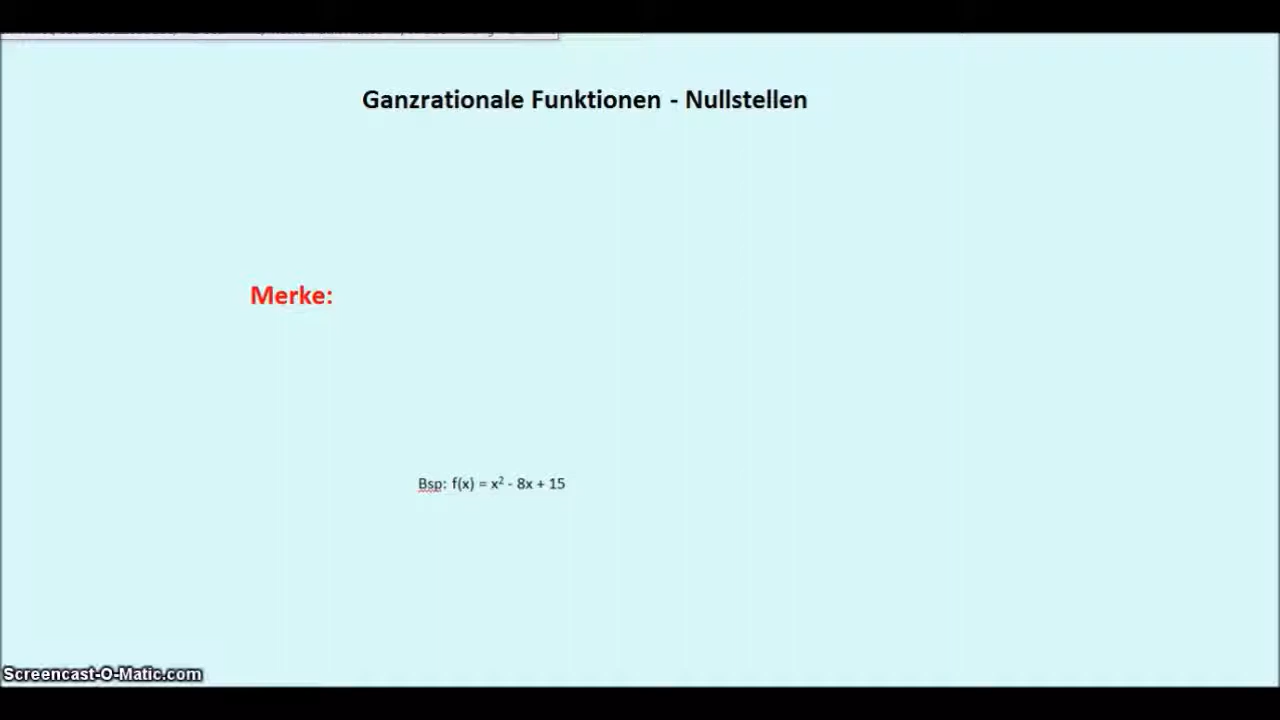 Ganzrationale Funktionen - Nullstellen
Merke:
Bsp: f(x) = x² - 8x + 15
Screencast-O-Matic.com